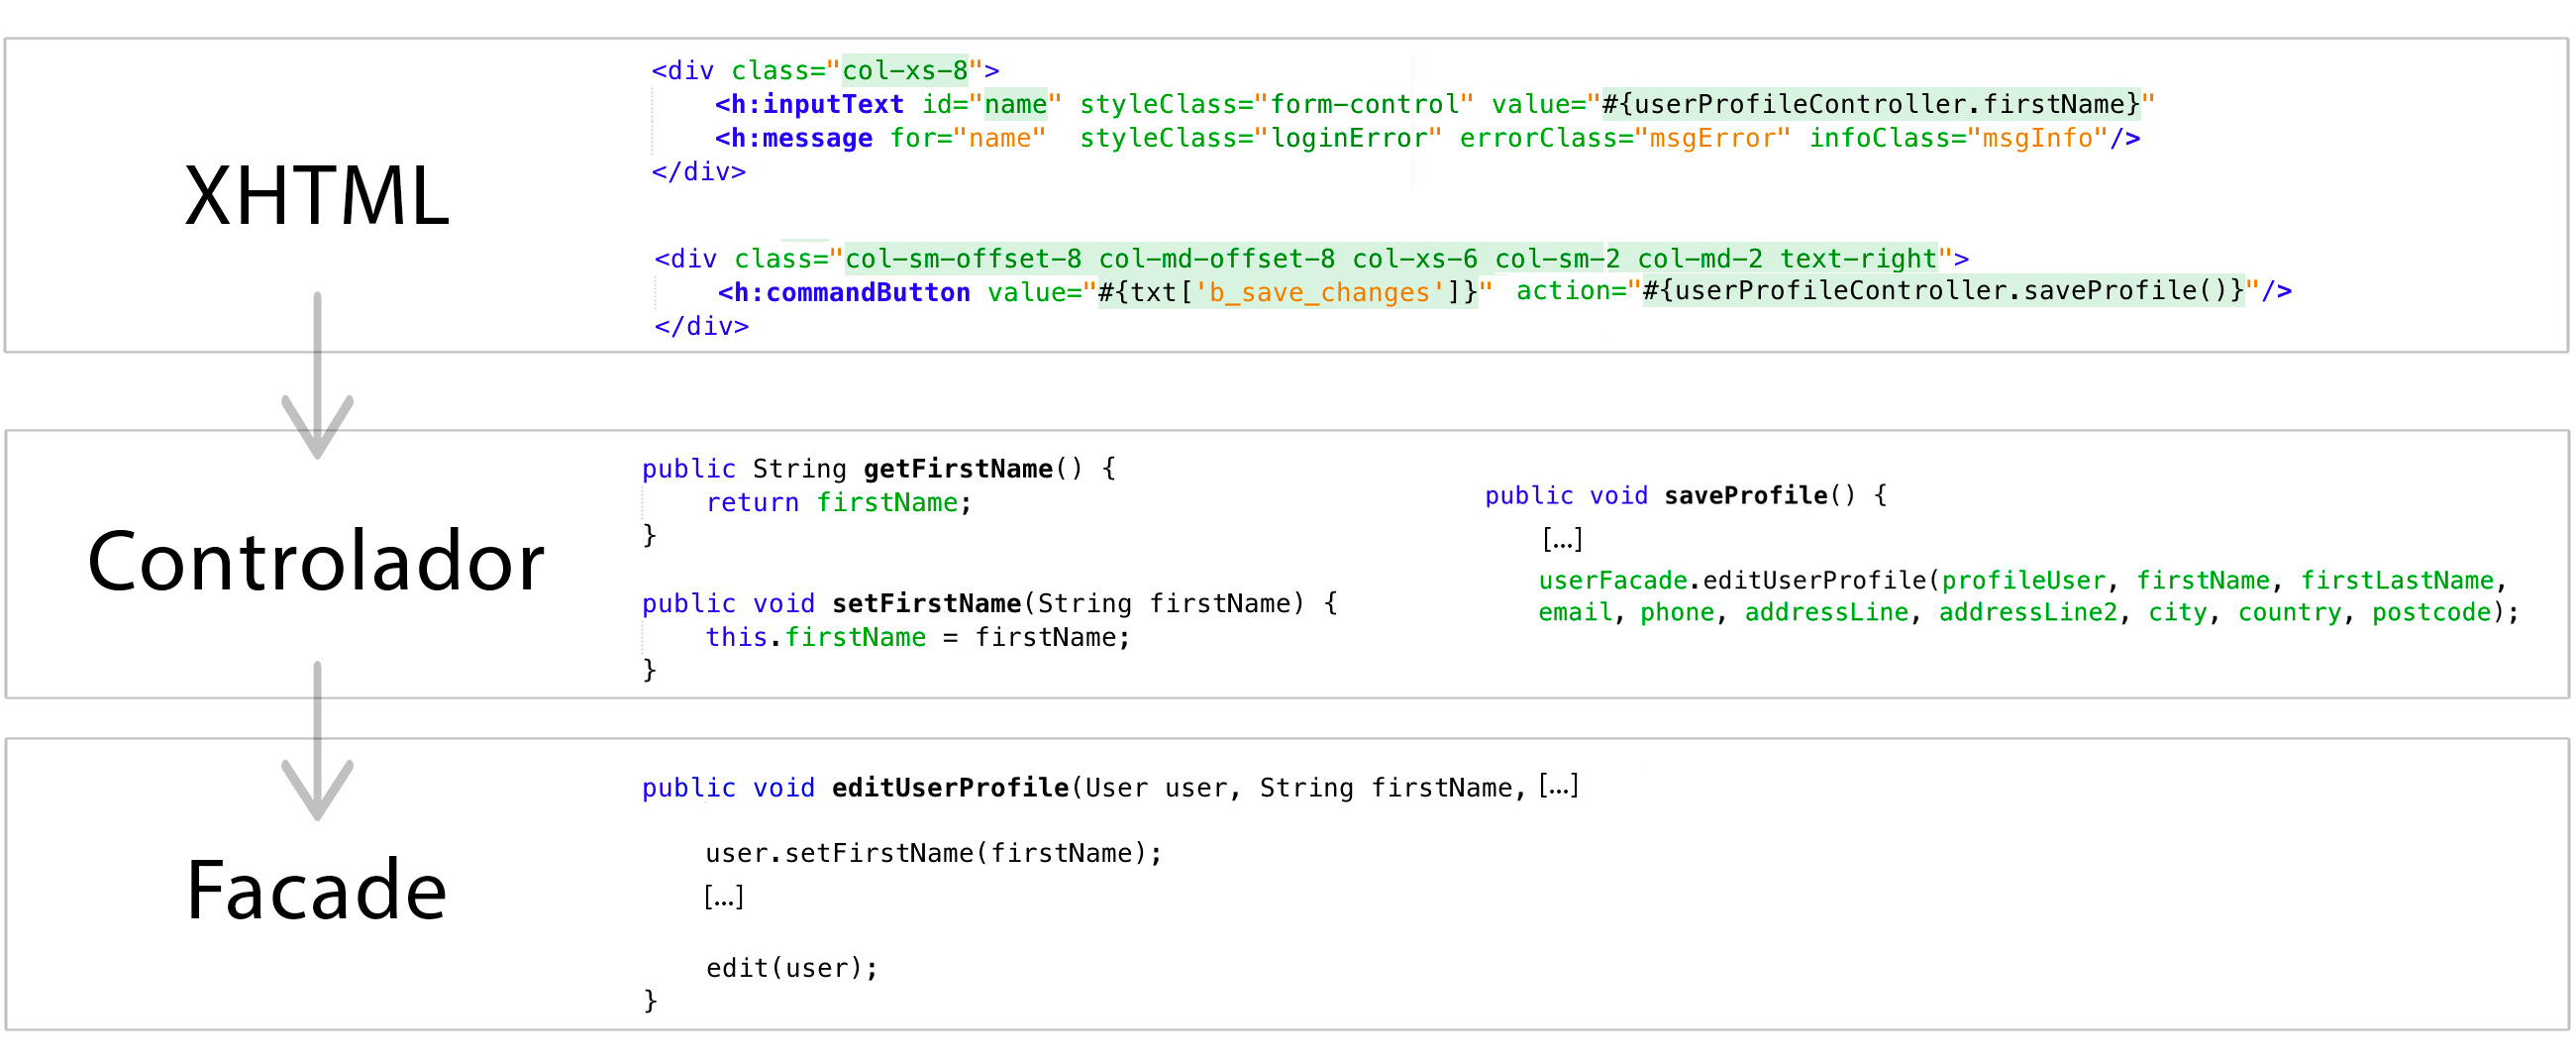 XHTML
<div class="col-xs-8">
<h:inputText id="name" styleClass="form-control" value="#{userProfileController.firstName}"
<h:message for="name" styleClass="loginError" errorClass="msgError" infoClass="msgInfo"/>
</div>
<div class="col-sm-offset-8 col-md-offset-8 col-xs-6 col-sm-2 col-md-2 text-right">
<h:commandButton value="#{txt['b_save_changes']}" action="#{userProfileController.saveProfile()}"/>
</div>
Controlador
public String getFirstName() {
return firstName;
}
public void setFirstName(String firstName) {
this.firstName = firstName;
}
public void saveProfile() {
[...]
userFacade.editUserProfile(profileUser, firstName, firstLastName,
email, phone, addressLine, addressLine2, city, country, postcode);
Facade
public void editUserProfile(User user, String firstName, [...]
user.setFirstName(firstName);
[...]
edit(user);
}